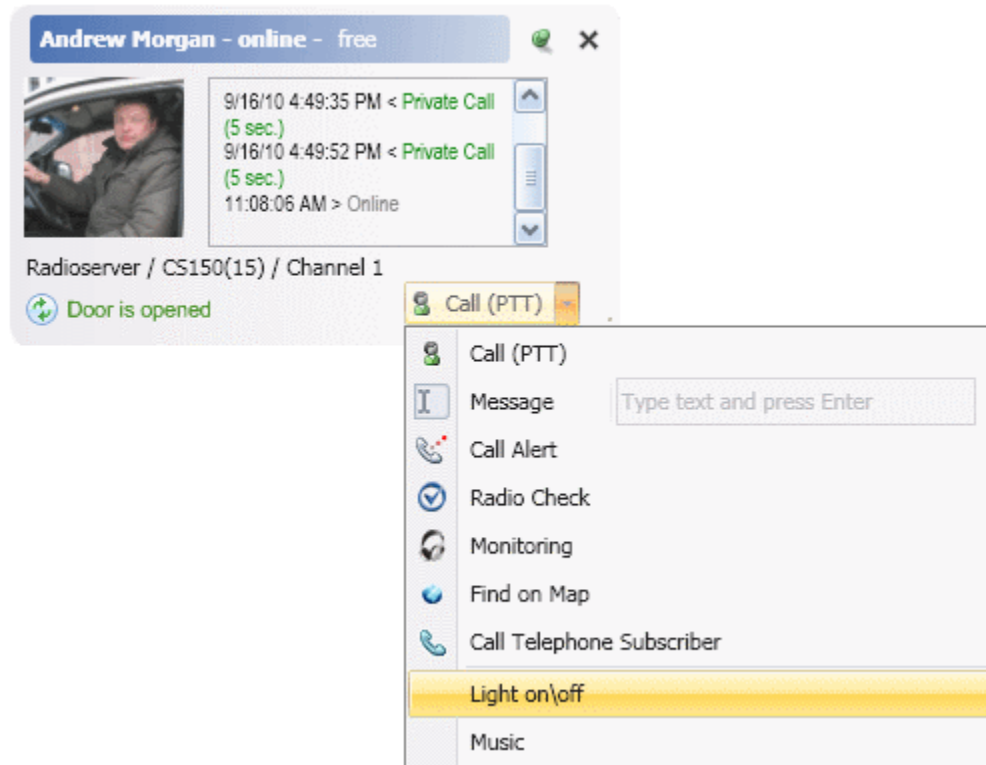 Andrew Morgan - online - free
9/16/10 4:49:35 PM < Private Call
(5 sec.)
9/16/10 4:49:52 PM < Private Call
(5 sec.)
11:08:06 AM > Online
Radioserver / CS150(15) / Channel 1
Door is opened
Call (PTT)
Call (PTT)
Message Type text and press Enter
Call Alert
Radio Check
Monitoring
Find on Map
Call Telephone Subscriber
Light on\off
Music